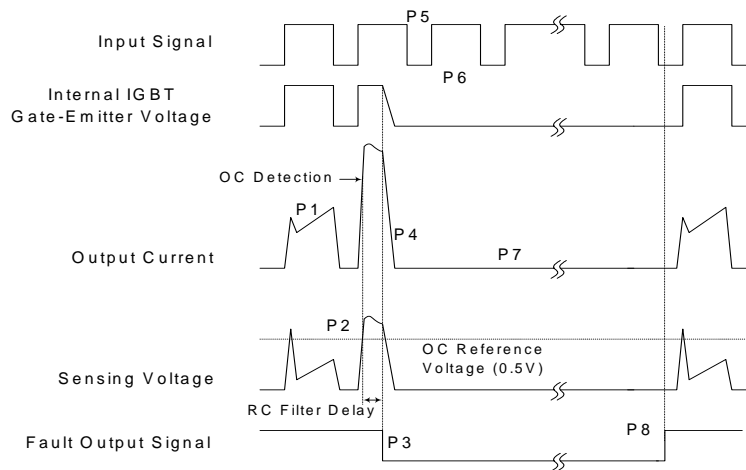 P5
Input Signal
P6
Internal IGBT
Gate-Emitter Voltage
OC Detection
P1
P4
P7
Output Current
P2
OC Reference
Voltage (0.5V)
Sensing Voltage
RC Filter Delay
P3
P8
Fault Output Signal